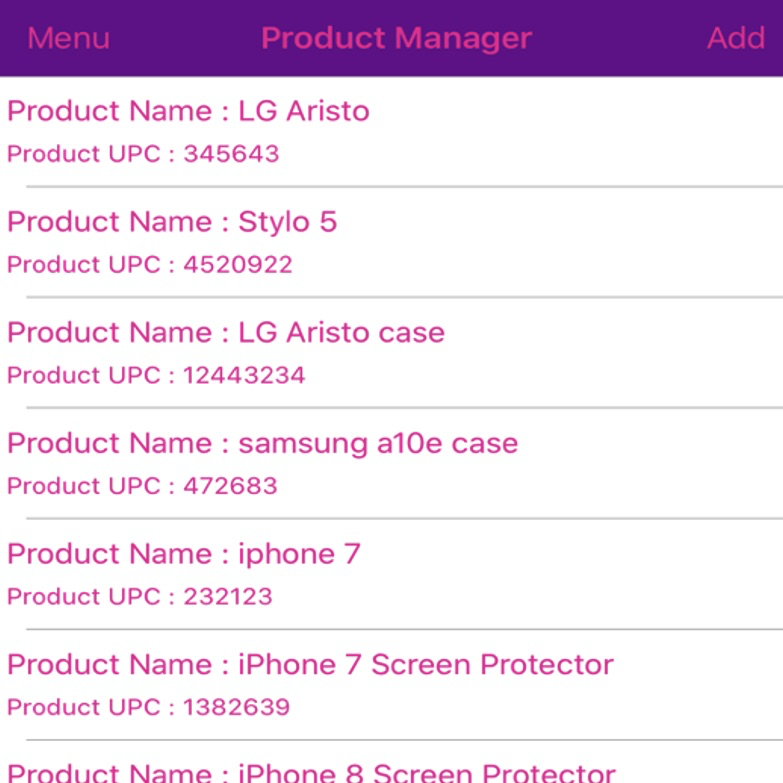 Menu Product Manager Add
Product Name : LG Aristo
Product UPC : 345643
Product Name : Stylo 5
Product UPC : 4520922
Product Name : LG Aristo case
Product UPC : 12443234
Product Name : samsung a10e case
Product UPC : 472683
Product Name : iphone 7
Product UPC : 232123
Product Name : iPhone 7 Screen Protector
Product UPC : 1382639
Product Name : iPhone 8 Screen Protector